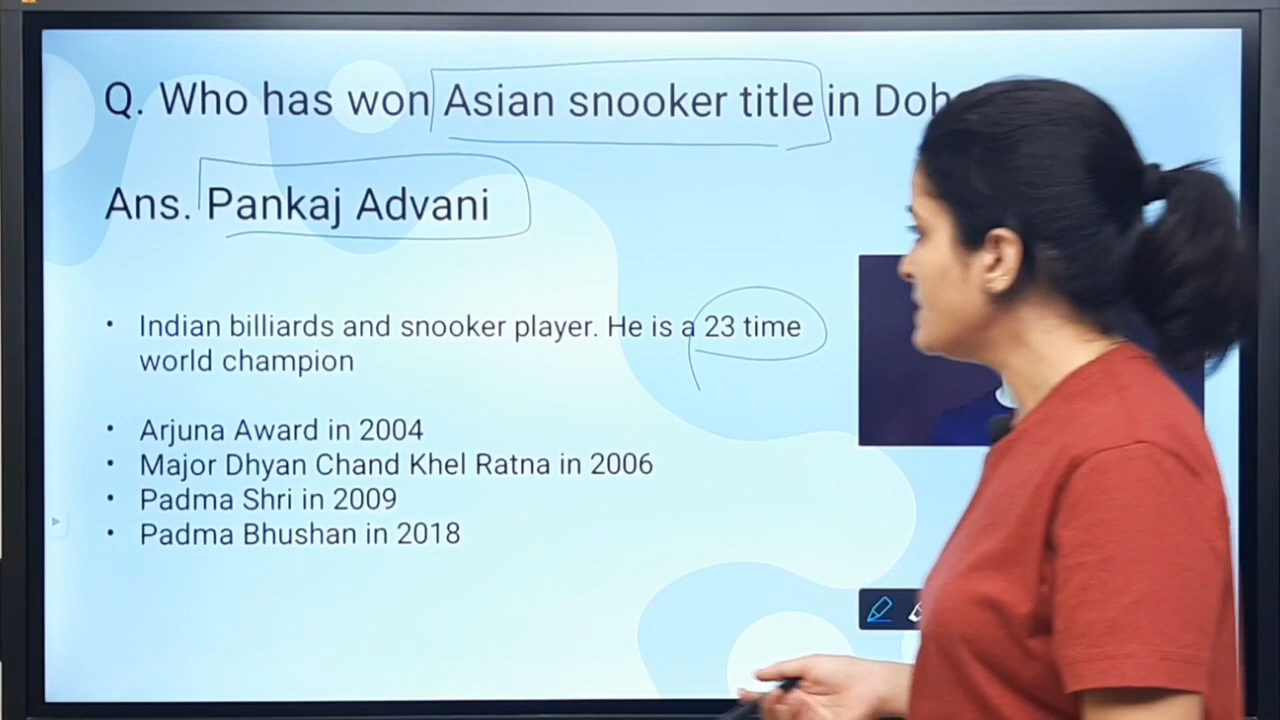 Q. Who has won Asian snooker title in Doh
Ans. Pankaj Advani
• Indian billiards and snooker player. He is a 23 time
world champion
• Arjuna Award in 2004
• Major Dhyan Chand Khel Ratna in 2006
• Padma Shri in 2009
• Padma Bhushan in 2018